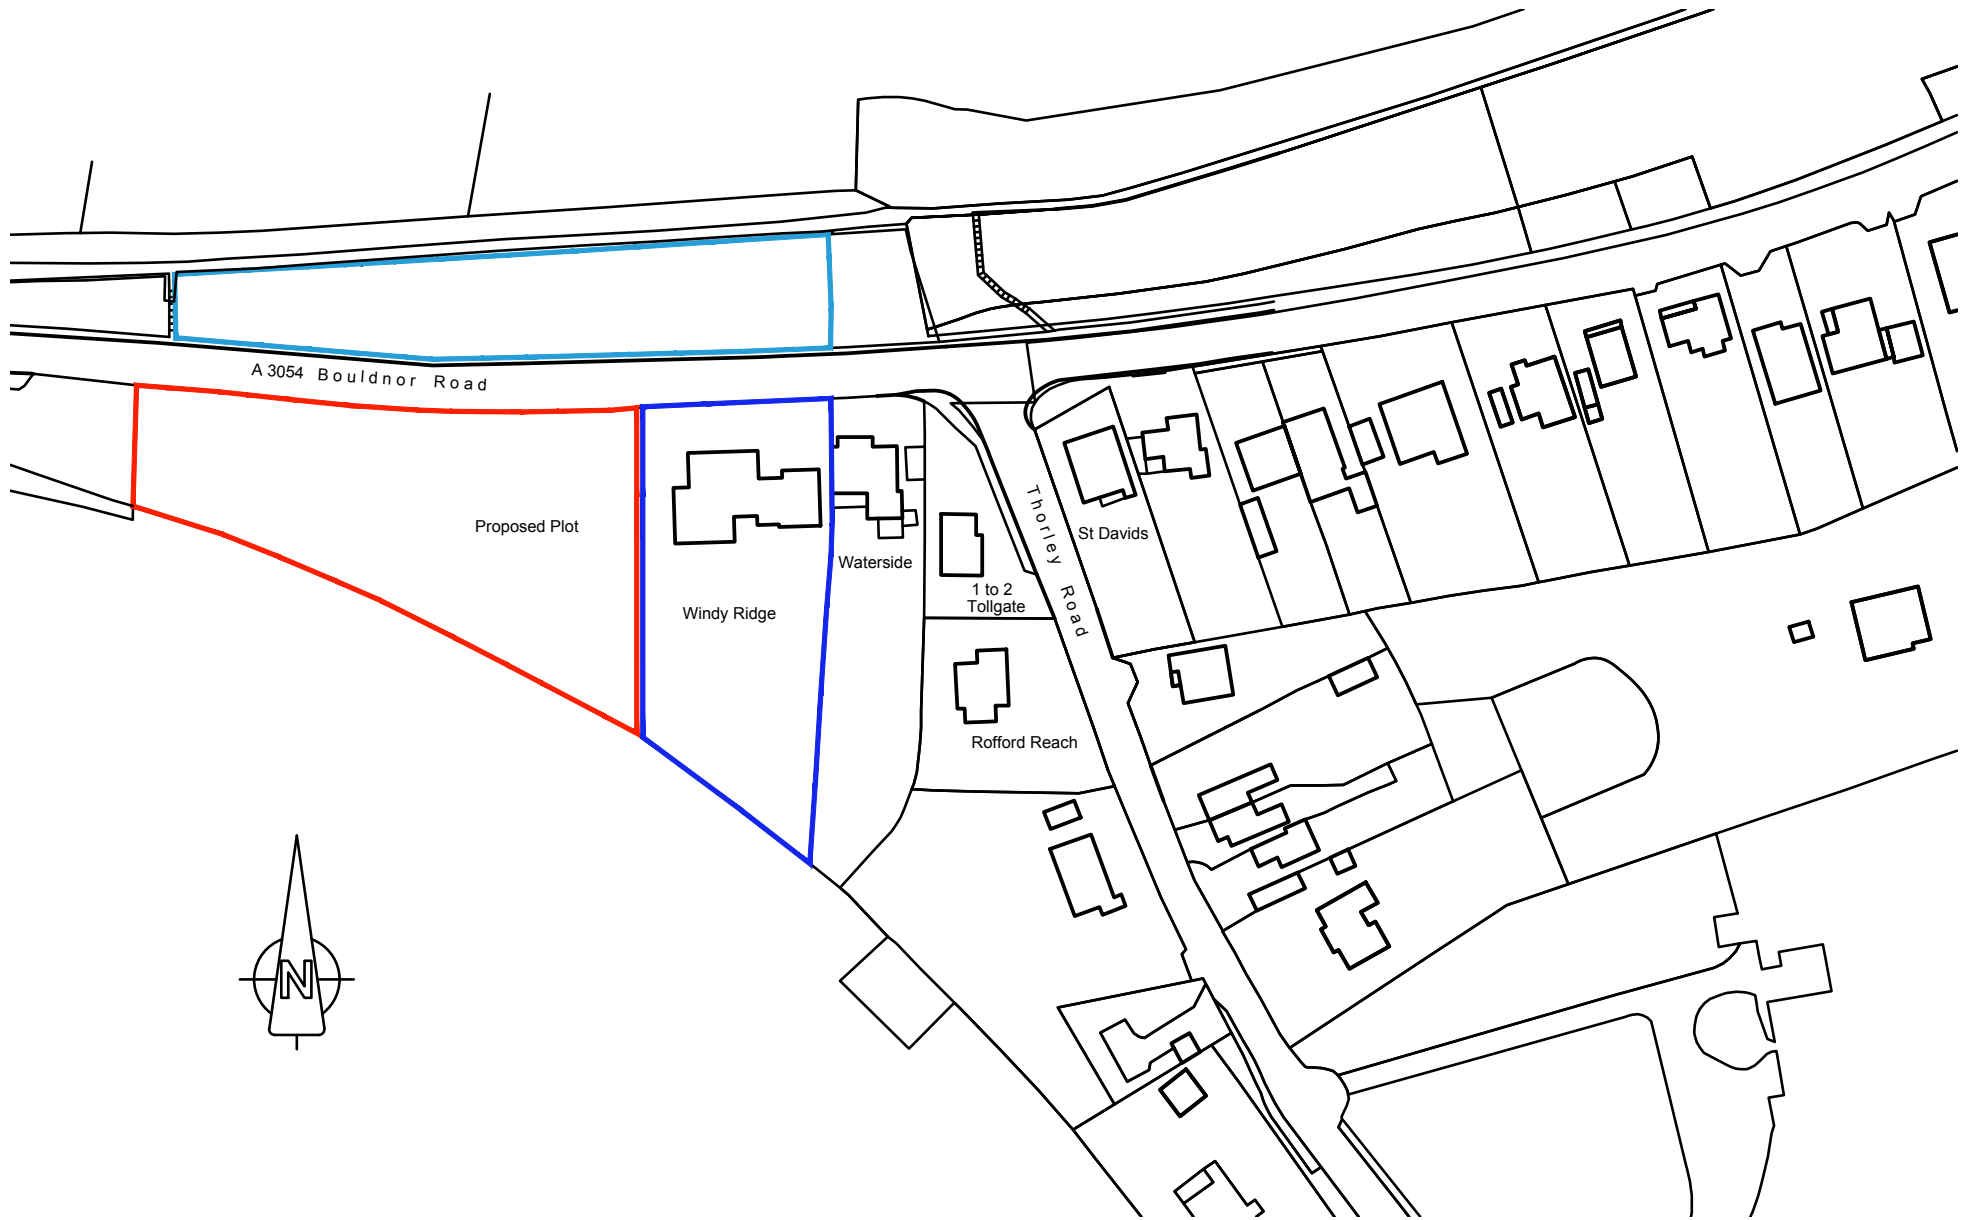 A 3054 Bouldnor Road
Proposed Plot
Windy Ridge
Waterside
1 to 2
Tollgate
Thorley Road
St Davids
Rofford Reach
N